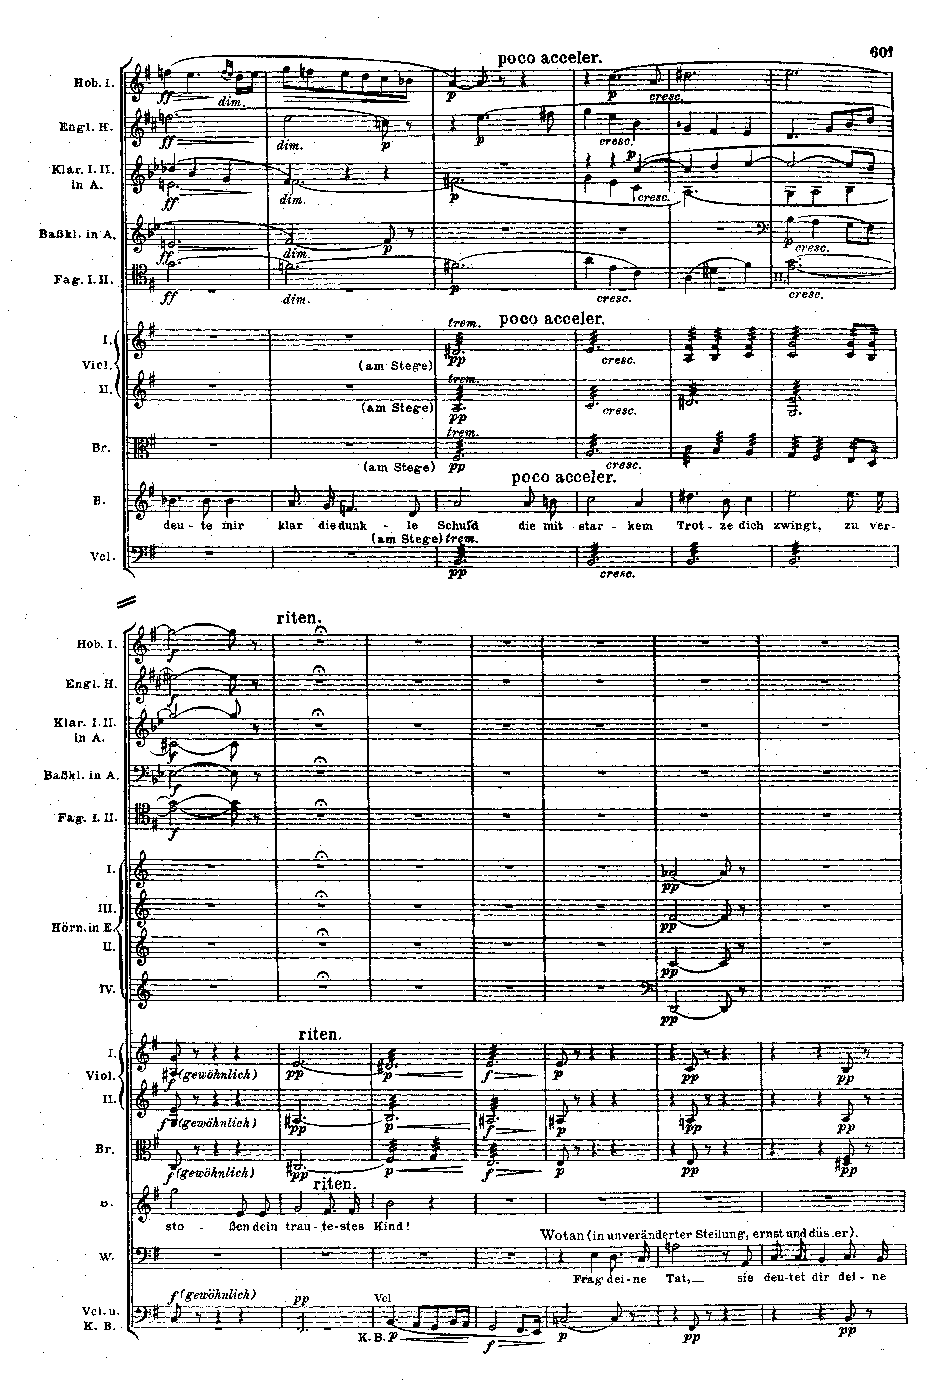 601
poco acceler.
Hob. I.
ff dim. p p cresc.
Engl. H.
ff dim. p cresc.
Klar. I. II.
in A.
ff dim. p p cresc.
Baßkl. in A.
ff dim. p p cresc.
Fag. I. II.
ff dim. p cresc. II. cresc.
trem. poco acceler.
I.
Viol.
(am Stege) pp cresc.
II.
trem.
(am Stege) pp cresc.
trem.
Br.
(am Stege) pp cresc.
poco acceler.
B.
deu-te mir klar die dunk-le Schuld die mit star-kem Trot-ze dich zwingt, zu ver-
(am Stege) trem.
Vcl.
pp cresc.
riten.
Hob. I.
f
Engl. H.
f
Klar. I. II.
in A.
f
Baßkl. in A.
f
Fag. I. II.
f
I.
pp
III.
pp
Hörn. in E.
II.
pp
IV.
pp
riten.
I.
Viol.
f (gewöhnlich) pp p f p pp pp
II.
f (gewöhnlich) pp p f p pp pp
Br.
f (gewöhnlich) pp p f p pp pp
riten.
B.
sto-ßen dein trau-te-stes Kind!
Wotan (in unveränderter Stellung, ernst und düs er).
W.
Frag' dei-ne Tat,— sie deu-tet dir dei-ne
f (gewöhnlich) pp Vcl
Vcl. u.
K. B.
K. B. p f p pp pp